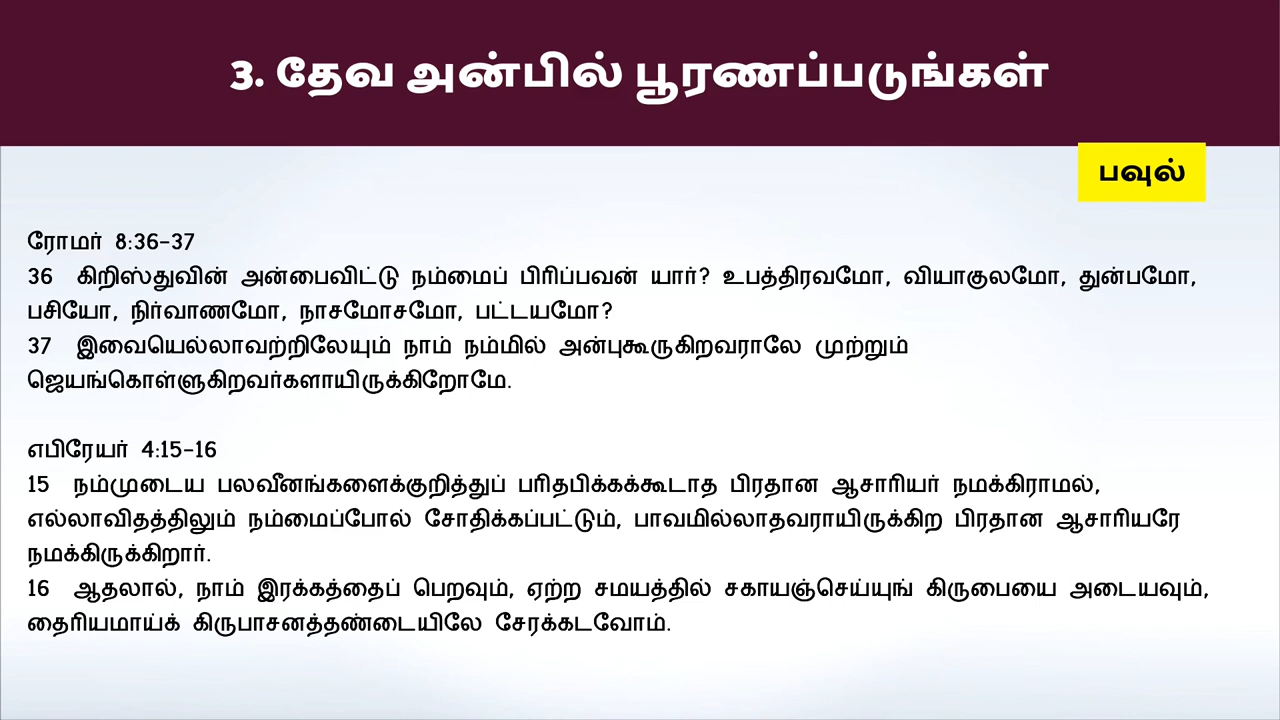 3. தேவ அன்பில் பூரணப்படுங்கள்
பவுல்
ரோமர் 8:36-37
36 கிறிஸ்துவின் அன்பைவிட்டு நம்மைப் பிரிப்பவன் யார்? உபத்திரவமோ, வியாகுலமோ, துன்பமோ,
பசியோ, நிர்வாணமோ, நாசமோசமோ, பட்டயமோ?
37 இவையெல்லாவற்றிலேயும் நாம் நம்மில் அன்புகூருகிறவராலே முற்றும்
ஜெயங்கொள்ளுகிறவர்களாயிருக்கிறோமே.
எபிரேயர் 4:15-16
15 நம்முடைய பலவீனங்களைக்குறித்துப் பரிதபிக்கக்கூடாத பிரதான ஆசாரியர் நமக்கிராமல்,
எல்லாவிதத்திலும் நம்மைப்போல் சோதிக்கப்பட்டும், பாவமில்லாதவராயிருக்கிற பிரதான ஆசாரியரே
நமக்கிருக்கிறார்.
16 ஆதலால், நாம் இரக்கத்தைப் பெறவும், ஏற்ற சமயத்தில் சகாயஞ்செய்யுங் கிருபையை அடையவும்,
தைரியமாய்க் கிருபாசனத்தண்டையிலே சேரக்கடவோம்.